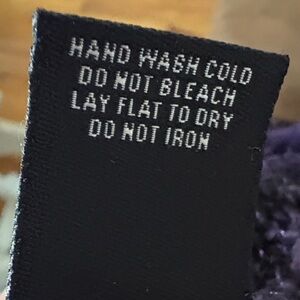 HAND WASH COLD
DO NOT BLEACH
LAY FLAT TO DRY
DO NOT IRON